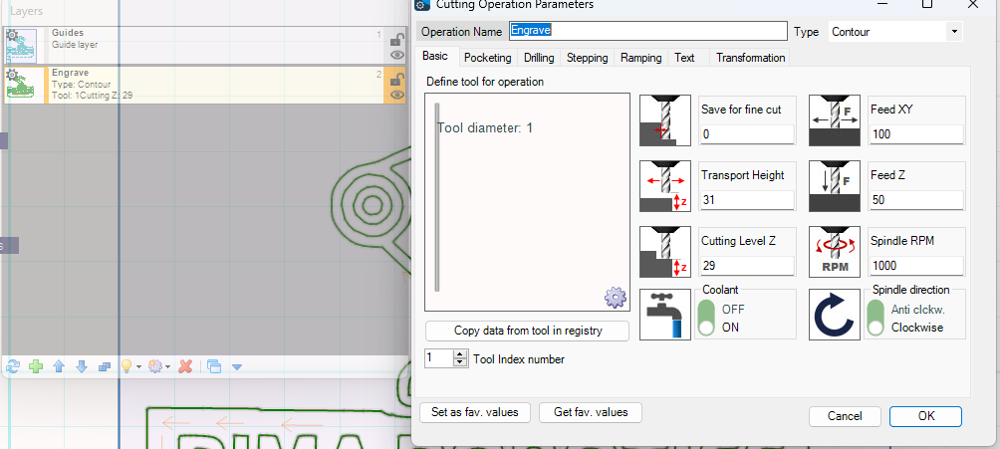 Layers
Guides
1
Guide layer
Engrave
2
Type: Contour
Tool: 1Cutting Z: 29
Cutting Operation Parameters
Operation Name
Engrave
Type
Contour
Basic
Pocketing
Drilling
Stepping
Ramping
Text
Transformation
Define tool for operation
Tool diameter: 1
Save for fine cut
0
F
Feed XY
100
Transport Height
31
Z
F
Feed Z
50
Cutting Level Z
29
Z
RPM
Spindle RPM
1000
Coolant
OFF
ON
Spindle direction
Anti clckw.
Clockwise
Copy data from tool in registry
1
Tool Index number
Set as fav. values
Get fav. values
Cancel
OK